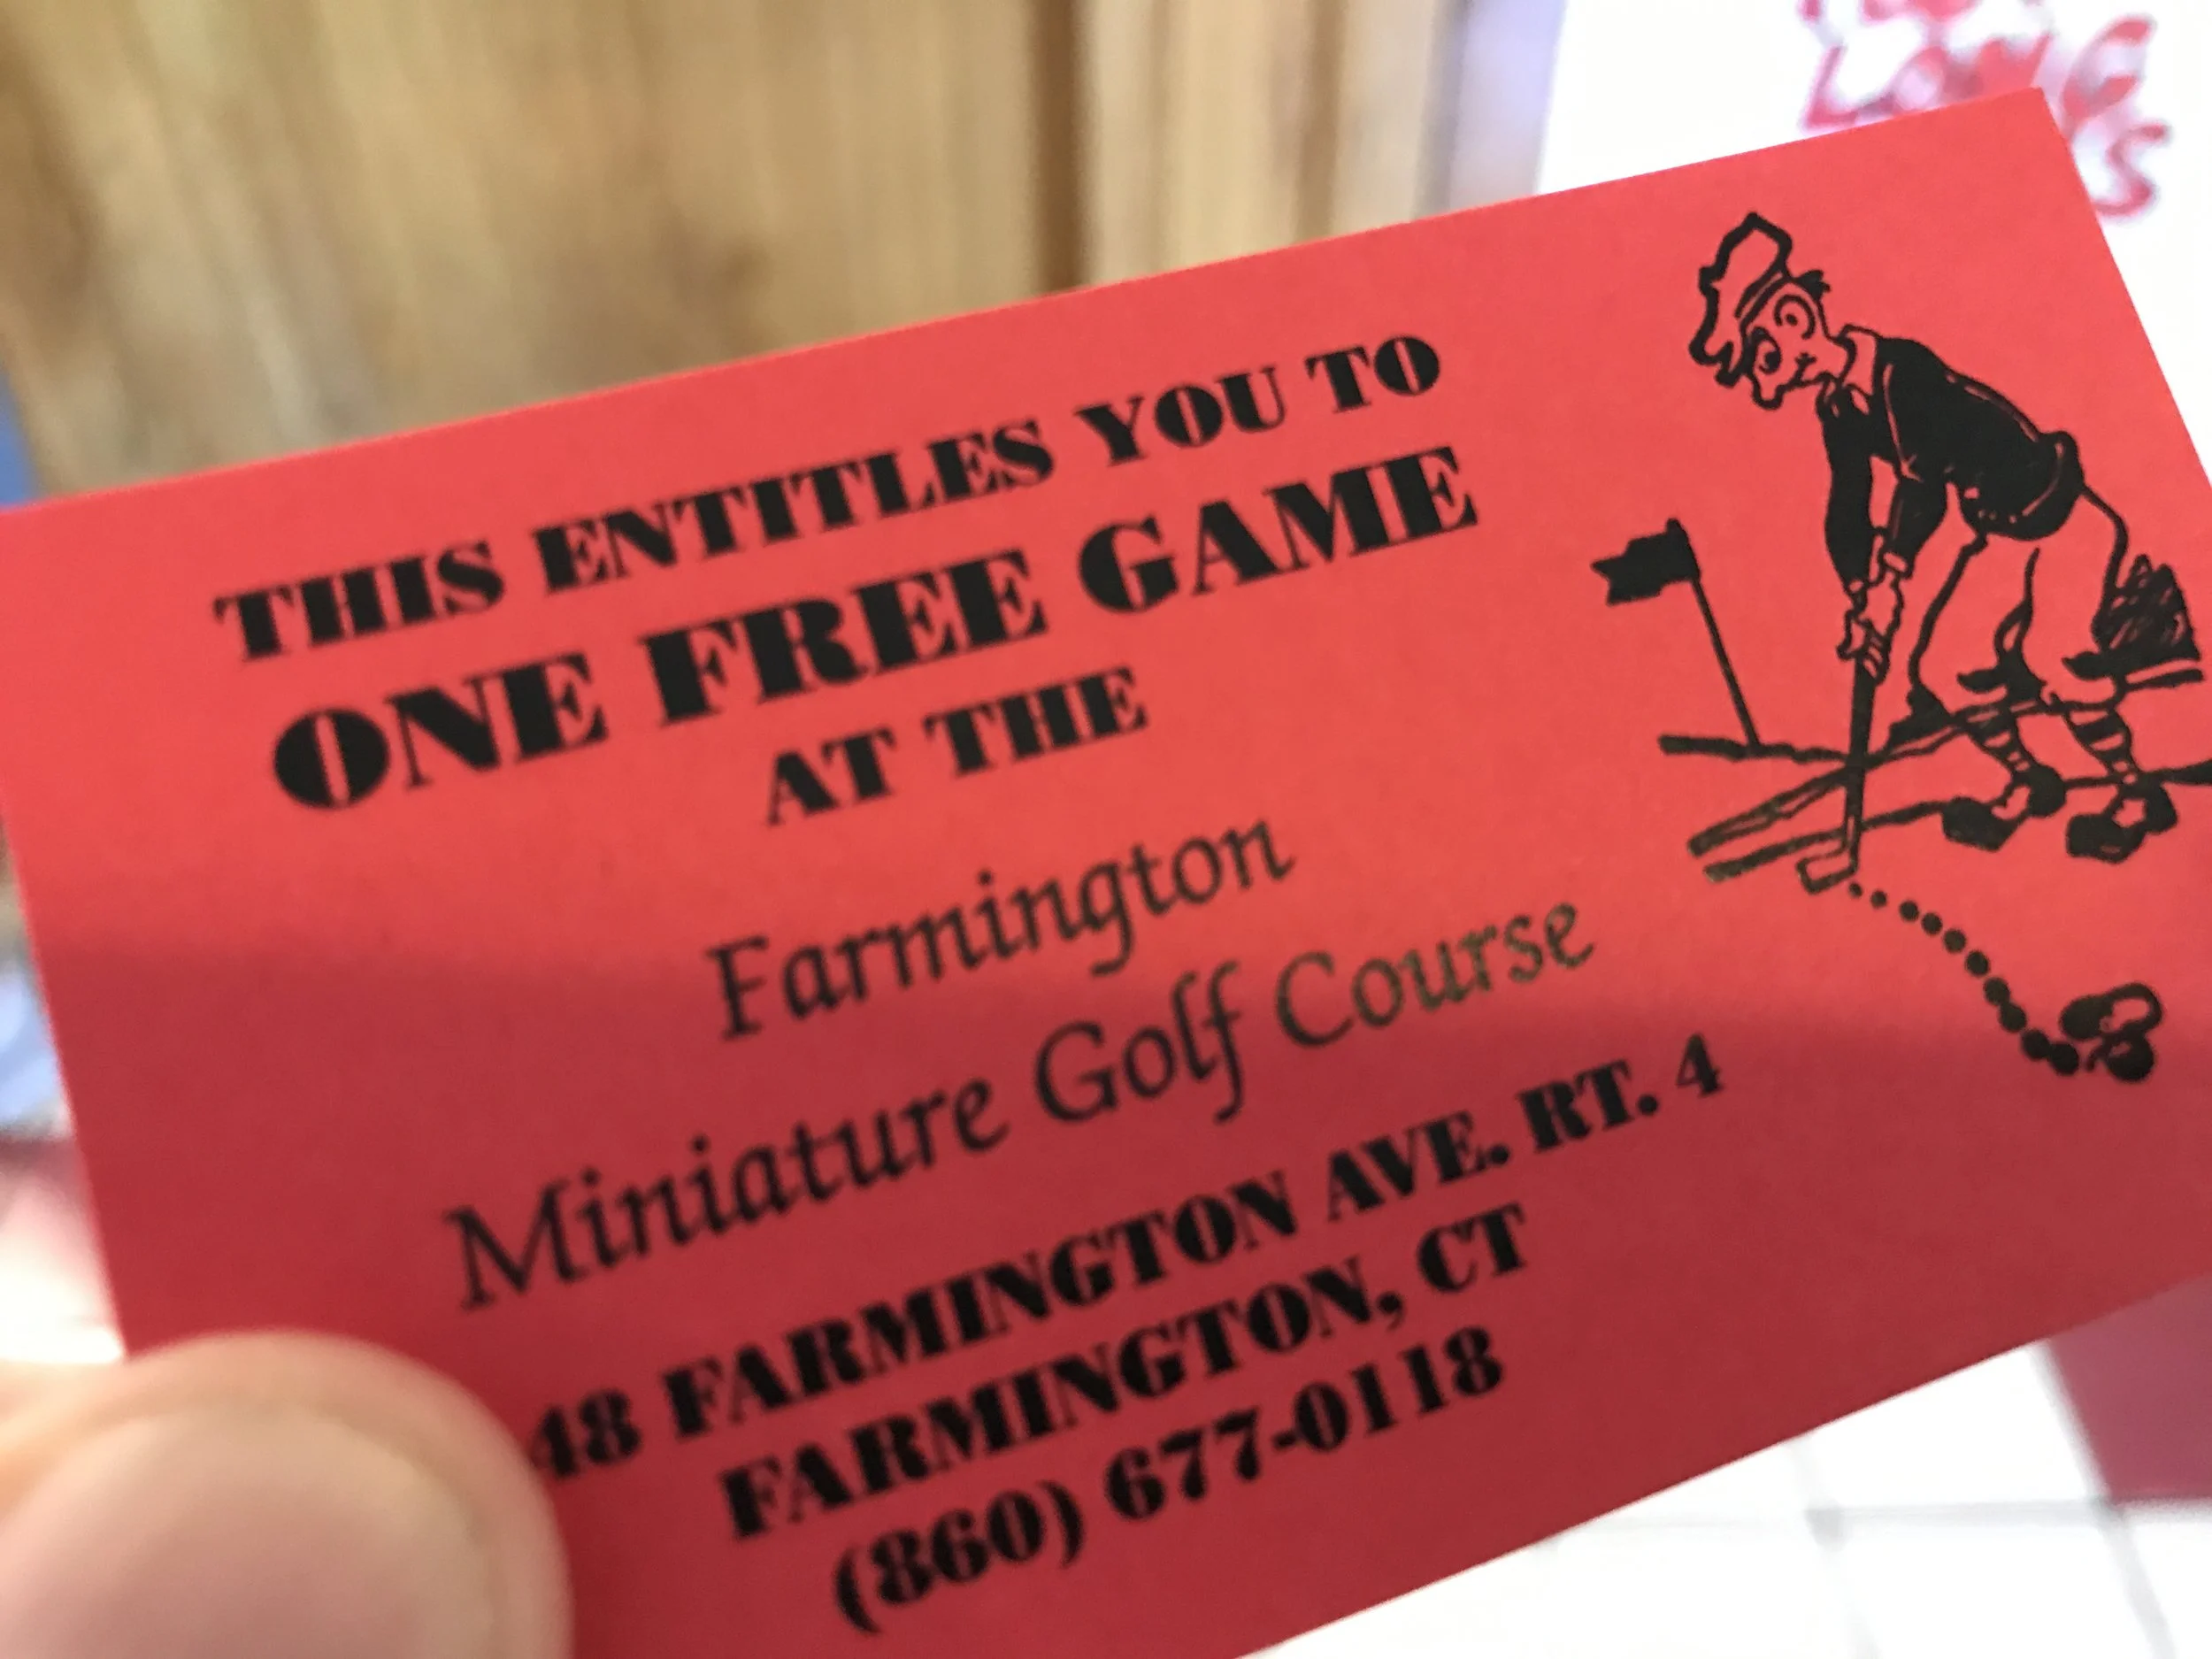 THIS ENTITLES YOU TO
ONE FREE GAME
AT THE
Farmington
Miniature Golf Course
48 FARMINGTON AVE. RT. 4
FARMINGTON, CT
(860) 677-0118
LONG